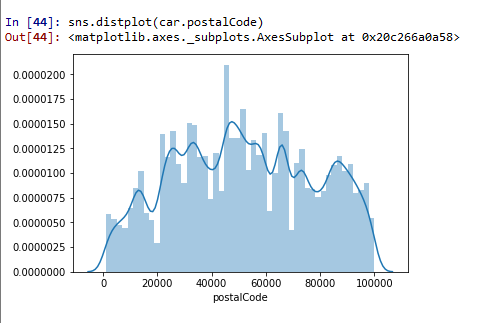 In [44]: sns.distplot(car.postalCode)
Out[44]: <matplotlib.axes._subplots.AxesSubplot at 0x20c266a0a58>
0.0000200
0.0000175
0.0000150
0.0000125
0.0000100
0.0000075
0.0000050
0.0000025
0.0000000
0 20000 40000 60000 80000 100000
postalCode